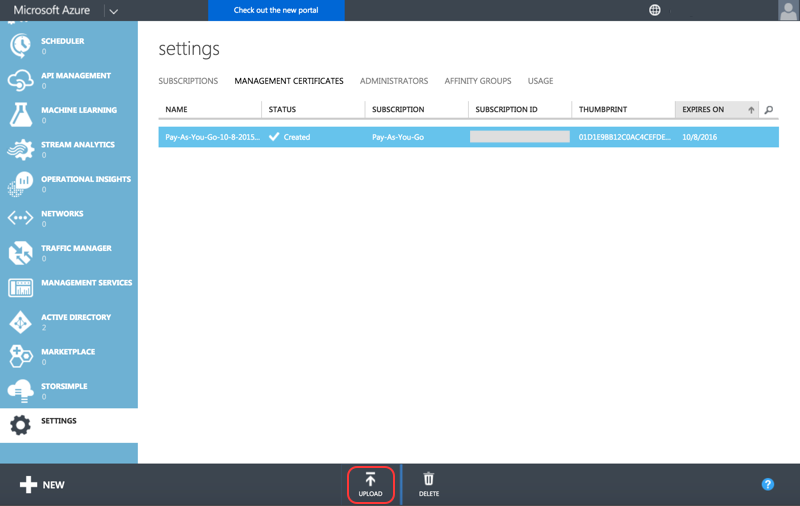 Microsoft Azure
Check out the new portal
SCHEDULER
0
API MANAGEMENT
0
MACHINE LEARNING
0
STREAM ANALYTICS
0
OPERATIONAL INSIGHTS
0
NETWORKS
0
TRAFFIC MANAGER
0
MANAGEMENT SERVICES
ACTIVE DIRECTORY
2
MARKETPLACE
0
STORSIMPLE
0
SETTINGS
settings
SUBSCRIPTIONS MANAGEMENT CERTIFICATES ADMINISTRATORS AFFINITY GROUPS USAGE
NAME STATUS SUBSCRIPTION SUBSCRIPTION ID THUMBPRINT EXPIRES ON
Pay-As-You-Go-10-8-2015... Created Pay-As-You-Go 01D1E98B12C0AC4CEFDE... 10/8/2016
NEW
UPLOAD
DELETE
?